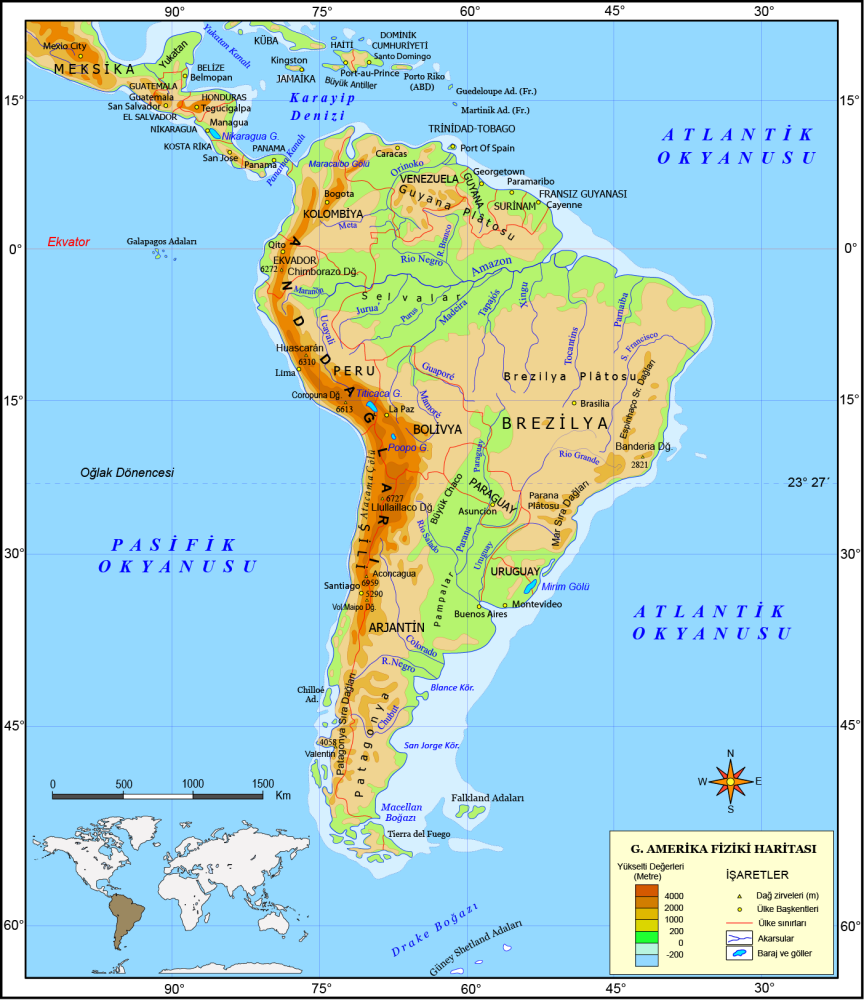 90° 75° 60° 45° 30°
Mexio City
MEKSİKA
Yukatan
Yukatan Kanalı
KÜBA
HAİTİ
DOMİNİK
CUMHURİYETİ
Santo Domingo
BELİZE
Belmopan
Kingston
JAMAİKA
Port-au-Prince
Büyük Antiller
Porto Riko
(ABD)
GUATEMALA
Guatemala
HONDURAS
San Salvador
Tegucigalpa
EL SALVADOR
Managua
NİKARAGUA
Nikaragua G.
KOSTA RİKA
San Jose
PANAMA
Panama
Panama Kanalı
Karayip
Denizi
Guedeloupe Ad. (Fr.)
Martinik Ad. (Fr.)
TRİNİDAD-TOBAGO
Port Of Spain
ATLANTİK
OKYANUSU
15°
15°
Maracaibo Gölü
Caracas
Orinoko
VENEZUELA
Georgetown
GUYANA
Paramaribo
SURİNAM
FRANSIZ GUYANASI
Cayenne
Guyana Plâtosu
Bogota
KOLOMBİYA
Meta
R.Branco
Rio Negro
Amazon
Ekvator
Galapagos Adaları
0°
0°
Qito
EKVADOR
6272
Chimborazo Dğ.
AND DAĞLARI
Maranon
Selvalar
Jurua
Purus
Madeira
Tapajós
Xingu
Tocantins
Parnaiba
S. Francisco
Ucayali
Huascarán
6310
Lima
PERU
Guaporé
Brezilya Plâtosu
Coropuna Dğ.
6613
Titicaca G.
La Paz
Mamoré
BOLİVYA
Poopo G.
BREZİLYA
Brasilia
Espinhaço Sr. Dağları
Banderia Dğ.
2821
Rio Grande
15°
15°
Oğlak Dönencesi
23° 27´
Atacama Çölü
6727
Llullaillaco Dğ.
Büyük Chaco
Paraguay
PARAGUAY
Asuncion
Parana
Plâtosu
Mar Sıra Dağları
Rio Salado
Parana
Uruguay
PASİFİK
OKYANUSU
30°
30°
ŞİLİ
Aconcagua
6959
Santiago
5290
Vol.Maipo Dğ.
URUGUAY
Mirim Gölü
Montevideo
Buenos Aires
Pampalar
ARJANTİN
ATLANTİK
OKYANUSU
Colorado
R.Negro
Blance Kör.
Chilloé
Ad.
Patagonya Sıra Dağları
Patagonya
Chubut
45°
45°
4058
Valentin
San Jorge Kör.
Falkland Adaları
Macellan
Boğazı
Tierra del Fuego
0 500 1000 1500
Km
N
W E
S
Drake Boğazı
Güney Shetland Adaları
60°
60°
G. AMERİKA FİZİKİ HARİTASI
Yükselti Değerleri
(Metre)
4000
2000
1000
200
0
-200
İŞARETLER
Dağ zirveleri (m)
Ülke Başkentleri
Ülke sınırları
Akarsular
Baraj ve göller
90° 75° 60° 45° 30°